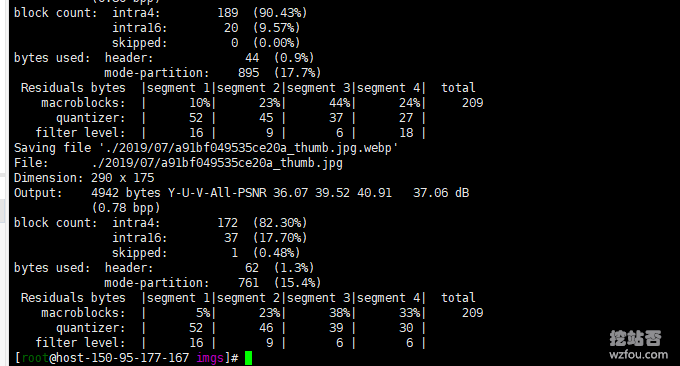 block count:  intra4:        189  (90.43%)
              intra16:        20  (9.57%)
              skipped:         0  (0.00%)
bytes used:  header:             44  (0.9%)
             mode-partition:    895  (17.7%)
 Residuals bytes  |segment 1|segment 2|segment 3|segment 4|  total
    macroblocks:  |      10%|      23%|      44%|      24%|     209
      quantizer:  |      52 |      45 |      37 |      27 |
   filter level:  |      16 |       9 |       6 |      18 |
Saving file './2019/07/a91bf049535ce20a_thumb.jpg.webp'
File:      ./2019/07/a91bf049535ce20a_thumb.jpg
Dimension: 290 x 175
Output:    4942 bytes Y-U-V-All-PSNR 36.07 39.52 40.91   37.06 dB
           (0.78 bpp)
block count:  intra4:        172  (82.30%)
              intra16:        37  (17.70%)
              skipped:         1  (0.48%)
bytes used:  header:             62  (1.3%)
             mode-partition:    761  (15.4%)
 Residuals bytes  |segment 1|segment 2|segment 3|segment 4|  total
    macroblocks:  |       5%|      23%|      38%|      33%|     209
      quantizer:  |      52 |      46 |      39 |      30 |
   filter level:  |      16 |       9 |       6 |       6 |
[root@host-150-95-177-167 imgs]#
挖站否
wzfou.com